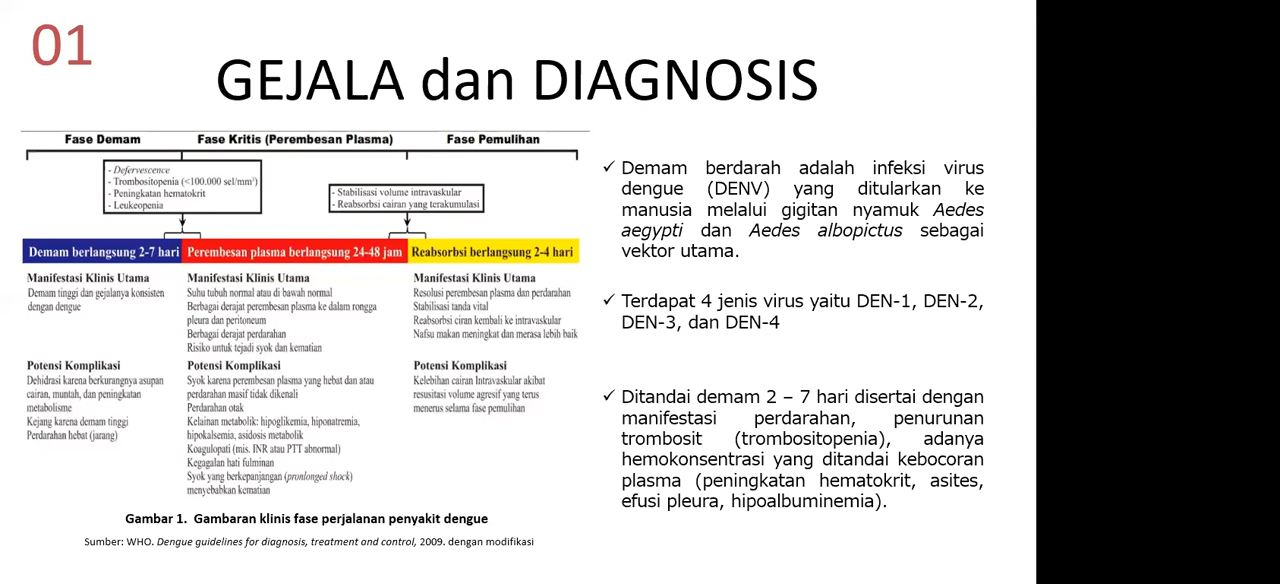 01
GEJALA dan DIAGNOSIS
Fase Demam
Fase Kritis (Perembesan Plasma)
Fase Pemulihan
- Defervescence
- Trombositopenia (<100.000 sel/mm³)
- Peningkatan hematokrit
- Leukeopenia
- Stabilisasi volume intravaskular
- Reabsorbsi cairan yang terakumulasi
Demam berlangsung 2-7 hari
Perembesan plasma berlangsung 24-48 jam
Reabsorbsi berlangsung 2-4 hari
Manifestasi Klinis Utama
Demam tinggi dan gejalanya konsisten
dengan dengue
Potensi Komplikasi
Dehidrasi karena berkurangnya asupan
cairan, muntah, dan peningkatan
metabolisme
Kejang karena demam tinggi
Perdarahan hebat (jarang)
Manifestasi Klinis Utama
Suhu tubuh normal atau di bawah normal
Berbagai derajat perembesan plasma ke dalam rongga
pleura dan peritoneum
Berbagai derajat perdarahan
Risiko untuk tejadi syok dan kematian
Potensi Komplikasi
Syok karena perembesan plasma yang hebat dan atau
perdarahan masif tidak dikenali
Perdarahan otak
Kelainan metabolik: hipoglikemia, hiponatremia,
hipokalsemia, asidosis metabolik
Koagulopati (mis. INR atau PTT abnormal)
Kegagalan hati fulminan
Syok yang berkepanjangan (pronlonged shock)
menyebabkan kematian
Manifestasi Klinis Utama
Resolusi perembesan plasma dan perdarahan
Stabilisasi tanda vital
Reabsorbsi ciran kembali ke intravaskular
Nafsu makan meningkat dan merasa lebih baik
Potensi Komplikasi
Kelebihan cairan Intravaskular akibat
resusitasi volume agresif yang terus
menerus selama fase pemulihan
Gambar 1. Gambaran klinis fase perjalanan penyakit dengue
Sumber: WHO. Dengue guidelines for diagnosis, treatment and control, 2009. dengan modifikasi
✓ Demam berdarah adalah infeksi virus
dengue (DENV) yang ditularkan ke
manusia melalui gigitan nyamuk Aedes
aegypti dan Aedes albopictus sebagai
vektor utama.
✓ Terdapat 4 jenis virus yaitu DEN-1, DEN-2,
DEN-3, dan DEN-4
✓ Ditandai demam 2 – 7 hari disertai dengan
manifestasi perdarahan, penurunan
trombosit (trombositopenia), adanya
hemokonsentrasi yang ditandai kebocoran
plasma (peningkatan hematokrit, asites,
efusi pleura, hipoalbuminemia).